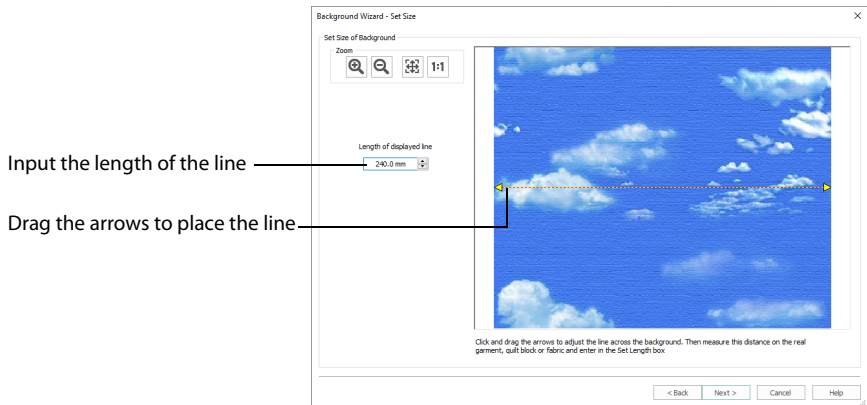 Background Wizard - Set Size
Set Size of Background
Zoom
1:1
Length of displayed line
240.0 mm
Input the length of the line
Drag the arrows to place the line
Click and drag the arrows to adjust the line across the background. Then measure this distance on the real
garment, quilt block or fabric and enter in the Set Length box
< Back
Next >
Cancel
Help